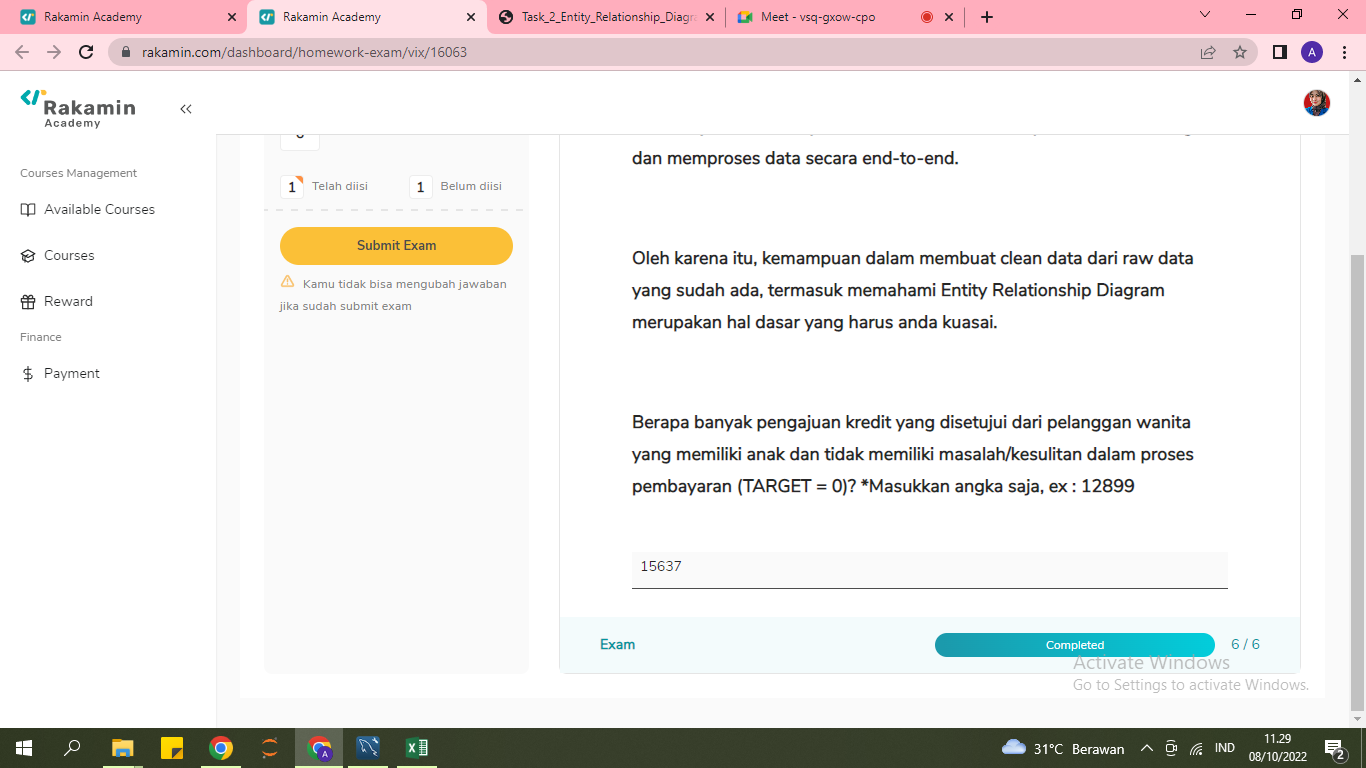 Rakamin Academy
Rakamin Academy
Task_2_Entity_Relationship_Diagra
Meet - vsq-gxow-cpo
rakamin.com/dashboard/homework-exam/vix/16063
A
Rakamin
Academy
Courses Management
Available Courses
Courses
Reward
Finance
Payment
1 Telah diisi
1 Belum diisi
Submit Exam
Kamu tidak bisa mengubah jawaban
jika sudah submit exam
dan memproses data secara end-to-end.
Oleh karena itu, kemampuan dalam membuat clean data dari raw data
yang sudah ada, termasuk memahami Entity Relationship Diagram
merupakan hal dasar yang harus anda kuasai.
Berapa banyak pengajuan kredit yang disetujui dari pelanggan wanita
yang memiliki anak dan tidak memiliki masalah/kesulitan dalam proses
pembayaran (TARGET = 0)? *Masukkan angka saja, ex : 12899
15637
Exam
Completed
6 / 6
Activate Windows
Go to Settings to activate Windows.
A
31°C Berawan
IND
11.29
08/10/2022
2